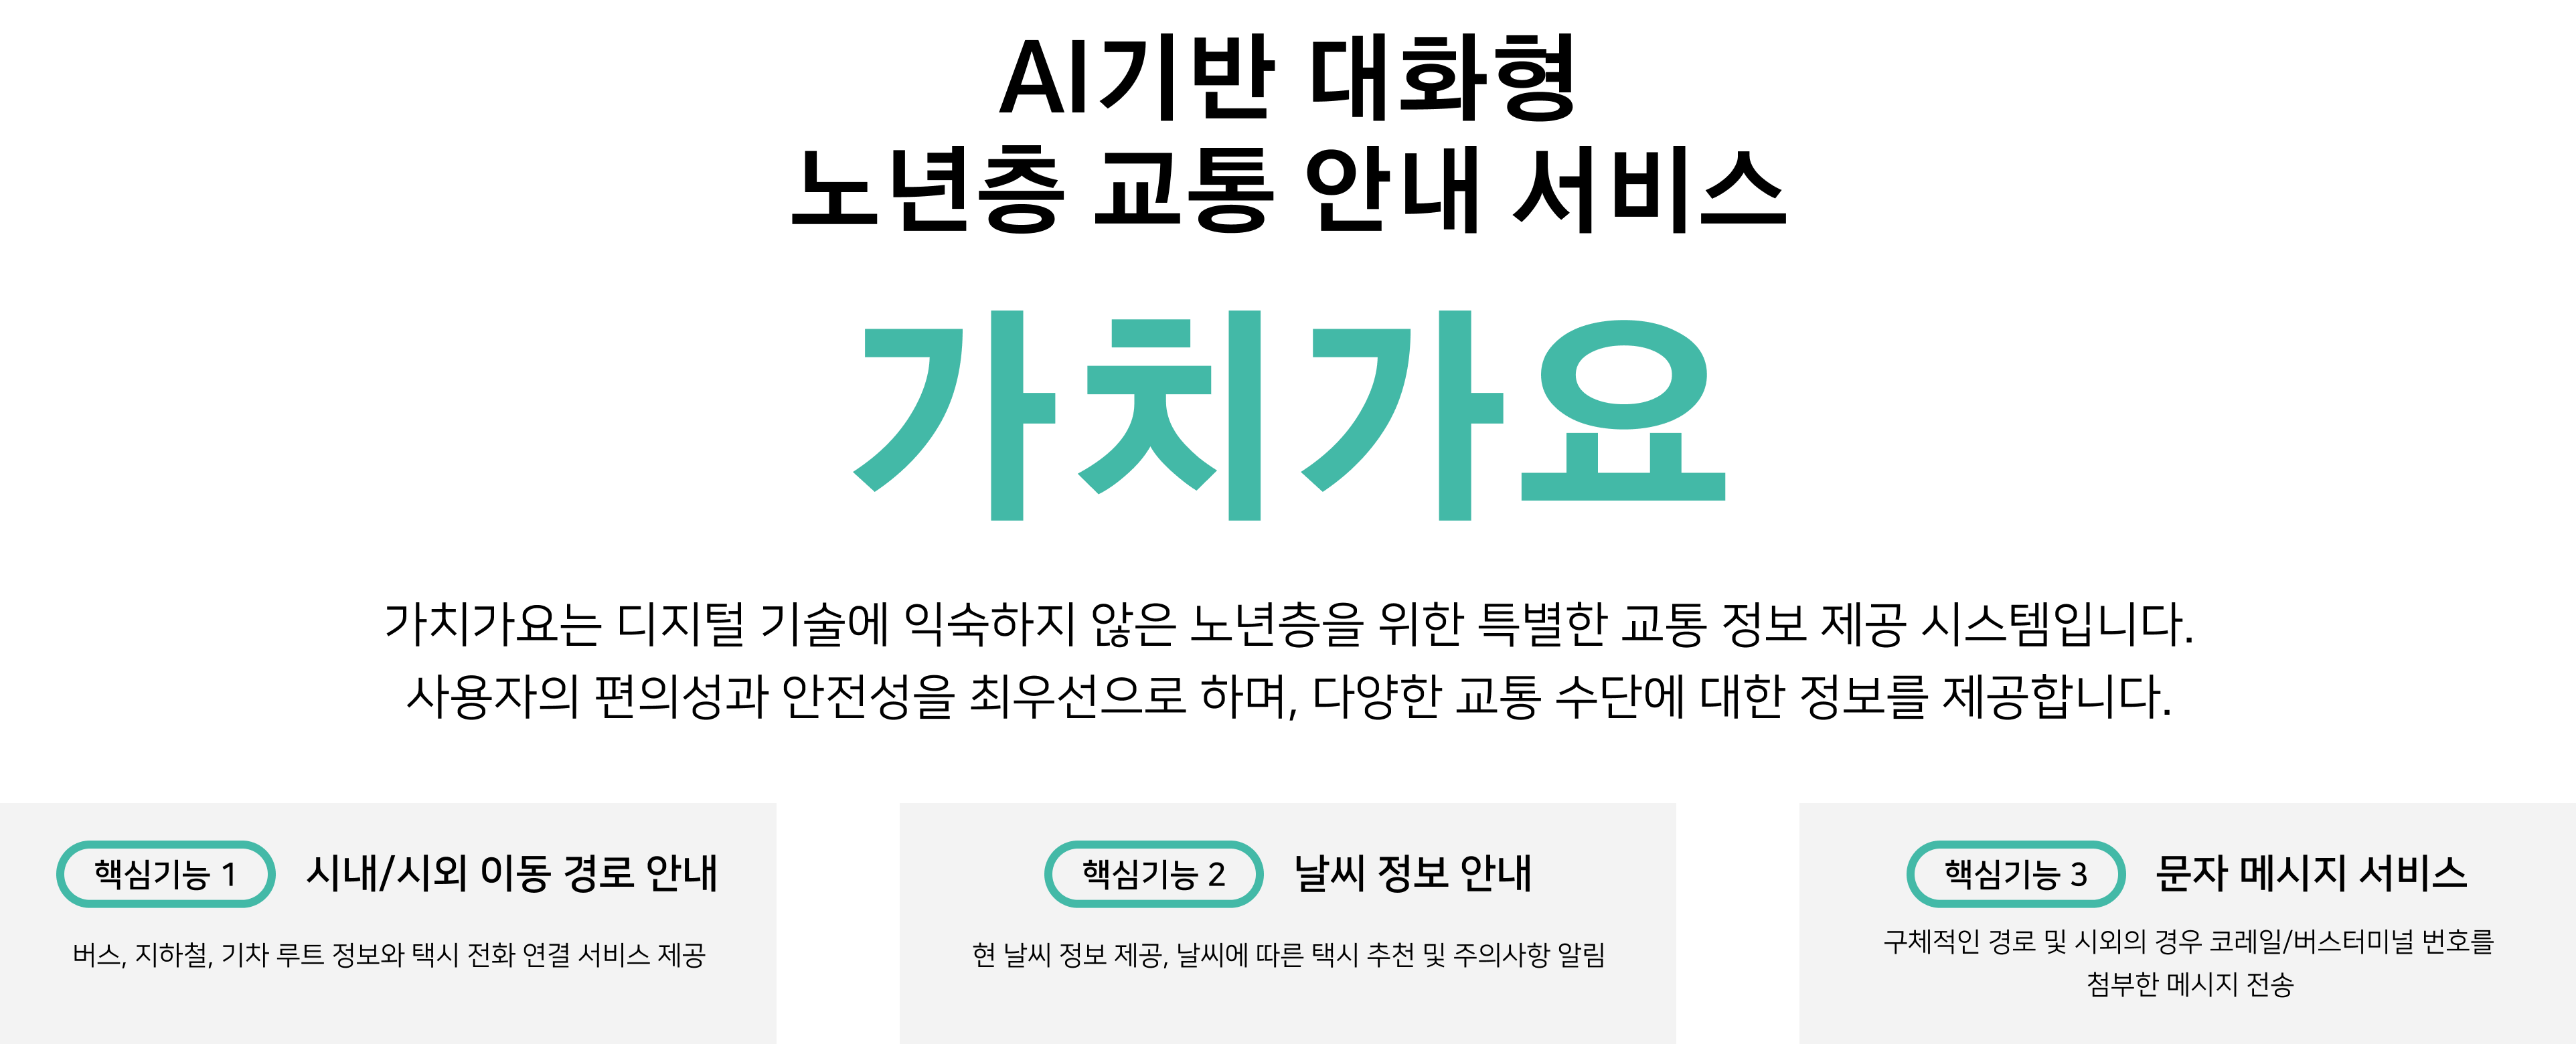 AI기반 대화형
노년층 교통 안내 서비스
가치가요
가치가요는 디지털 기술에 익숙하지 않은 노년층을 위한 특별한 교통 정보 제공 시스템입니다.
사용자의 편의성과 안전성을 최우선으로 하며, 다양한 교통 수단에 대한 정보를 제공합니다.
핵심기능 1 시내/시외 이동 경로 안내
버스, 지하철, 기차 루트 정보와 택시 전화 연결 서비스 제공
핵심기능 2 날씨 정보 안내
현 날씨 정보 제공, 날씨에 따른 택시 추천 및 주의사항 알림
핵심기능 3 문자 메시지 서비스
구체적인 경로 및 시외의 경우 코레일/버스터미널 번호를
첨부한 메시지 전송